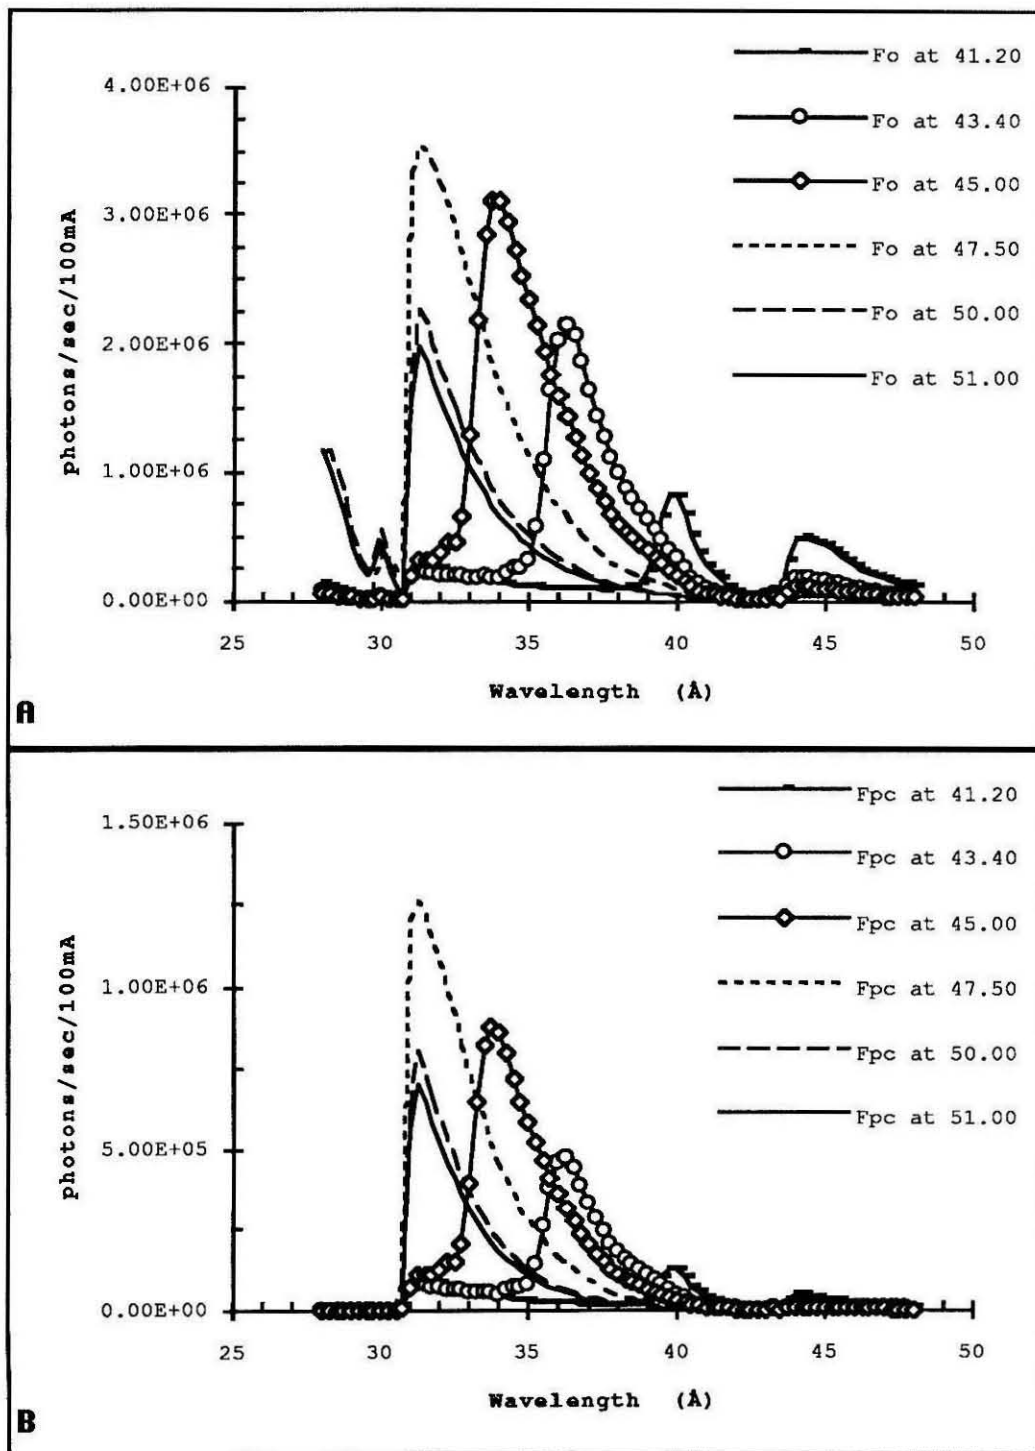 4.00E+06
3.00E+06
2.00E+06
1.00E+06
0.00E+00
photons/sec/100mA
25 30 35 40 45 50
Wavelength (Å)
Fo at 41.20
Fo at 43.40
Fo at 45.00
Fo at 47.50
Fo at 50.00
Fo at 51.00
A
1.50E+06
1.00E+06
5.00E+05
0.00E+00
photons/sec/100mA
25 30 35 40 45 50
Wavelength (Å)
Fpc at 41.20
Fpc at 43.40
Fpc at 45.00
Fpc at 47.50
Fpc at 50.00
Fpc at 51.00
B